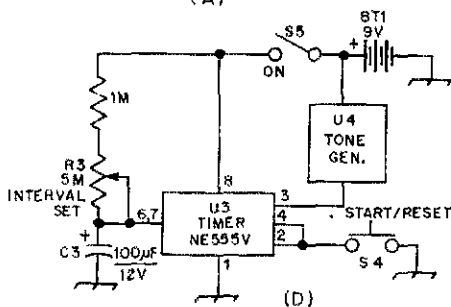 (A)
S5
ON
+ BT1
9V
1M
R3
5M
INTERVAL
SET
U4
TONE
GEN.
8
3
6,7
U3
TIMER
NE555V
4
2
START/RESET
S4
+
C3
100μF
12V
1
(D)